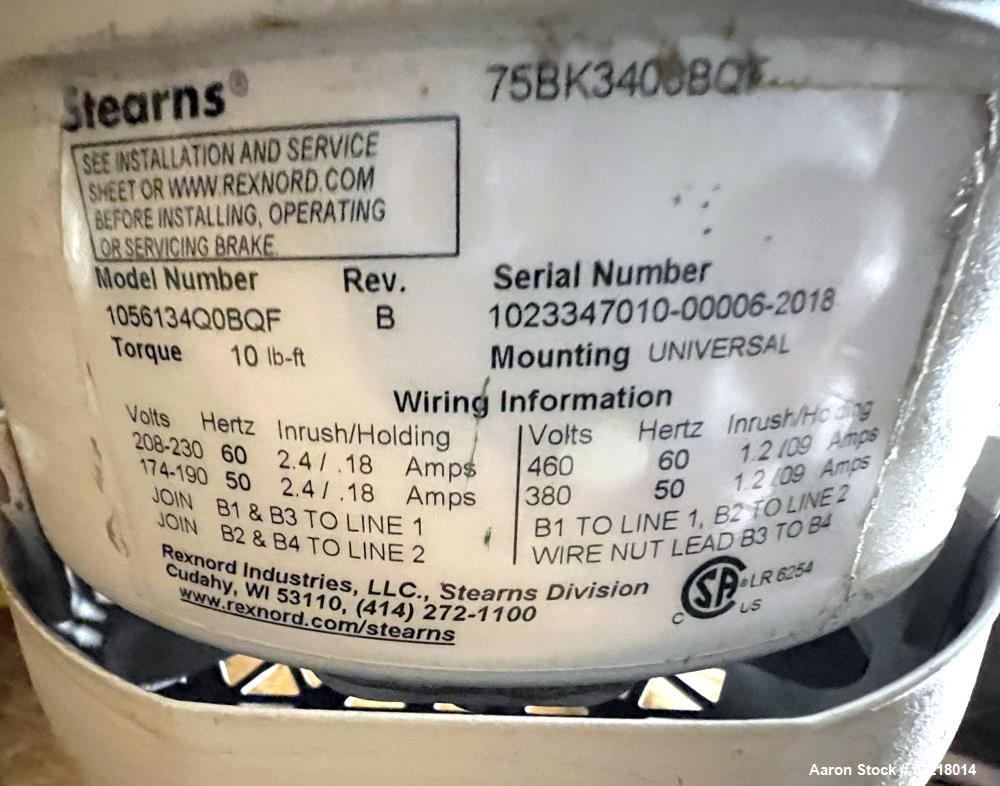 Stearns®
SEE INSTALLATION AND SERVICE
SHEET OR WWW.REXNORD.COM
BEFORE INSTALLING, OPERATING
OR SERVICING BRAKE.
Model Number Rev. Serial Number
1056134Q0BQF B 1023347010-00006-2018
Torque 10 lb-ft Mounting UNIVERSAL
Wiring Information
Volts Hertz Inrush/Holding
208-230 60 2.4 / .18 Amps
174-190 50 2.4 / .18 Amps
JOIN B1 & B3 TO LINE 1
JOIN B2 & B4 TO LINE 2
Volts Hertz Inrush/Holding
460 60 1.2 /09 Amps
380 50 1.2 /09 Amps
B1 TO LINE 1, B2 TO LINE 2
WIRE NUT LEAD B3 TO B4
Rexnord Industries, LLC., Stearns Division
Cudahy, WI 53110, (414) 272-1100
www.rexnord.com/stearns
C SA ® US LR 6254
Aaron Stock #